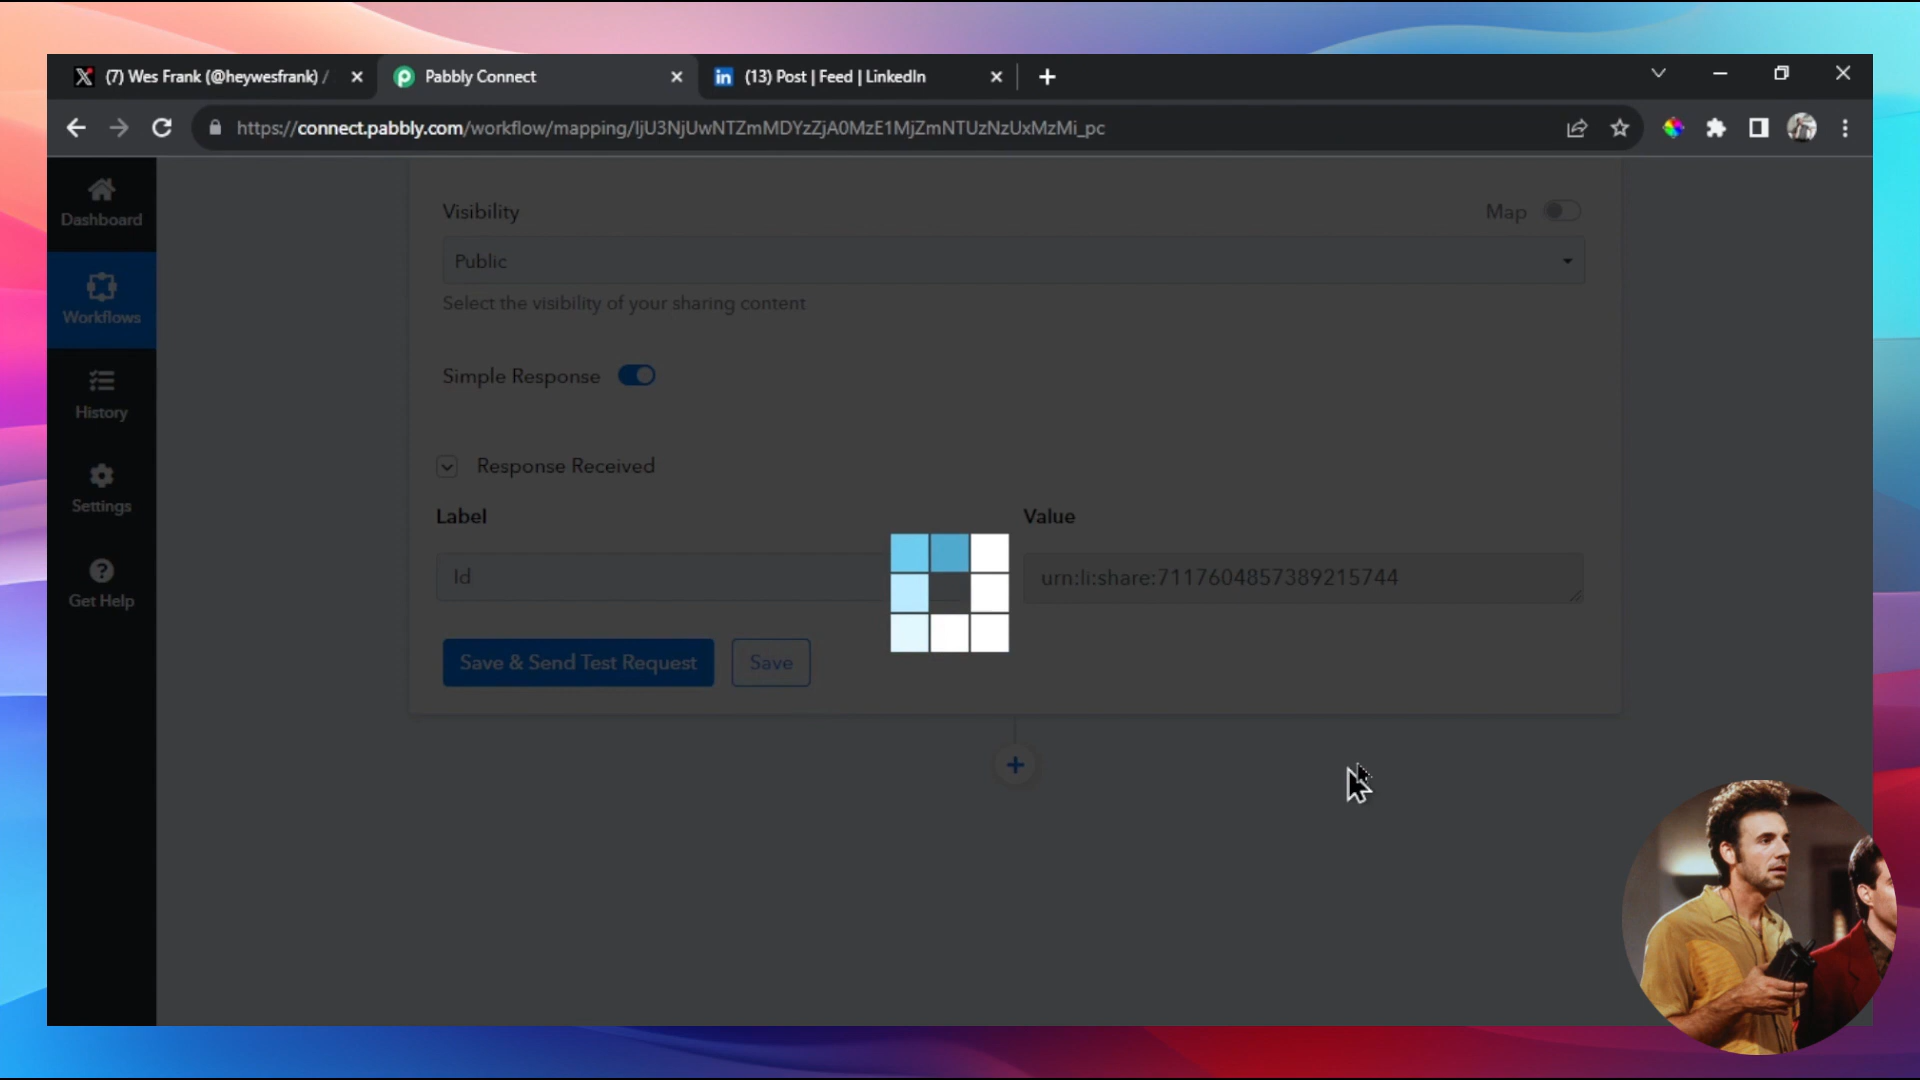 (7) Wes Frank (@heywesfrank) /
Pabbly Connect
(13) Post | Feed | LinkedIn
https://connect.pabbly.com/workflow/mapping/IjU3NjUwNTZmMDYzZjA0MzE1MjZmNTUzNzUxMzMi_pc
Dashboard
Workflows
History
Settings
Get Help
Visibility
Map
Public
Select the visibility of your sharing content
Simple Response
Response Received
Label
Value
Id
urn:li:share:7117604857389215744
Save & Send Test Request
Save